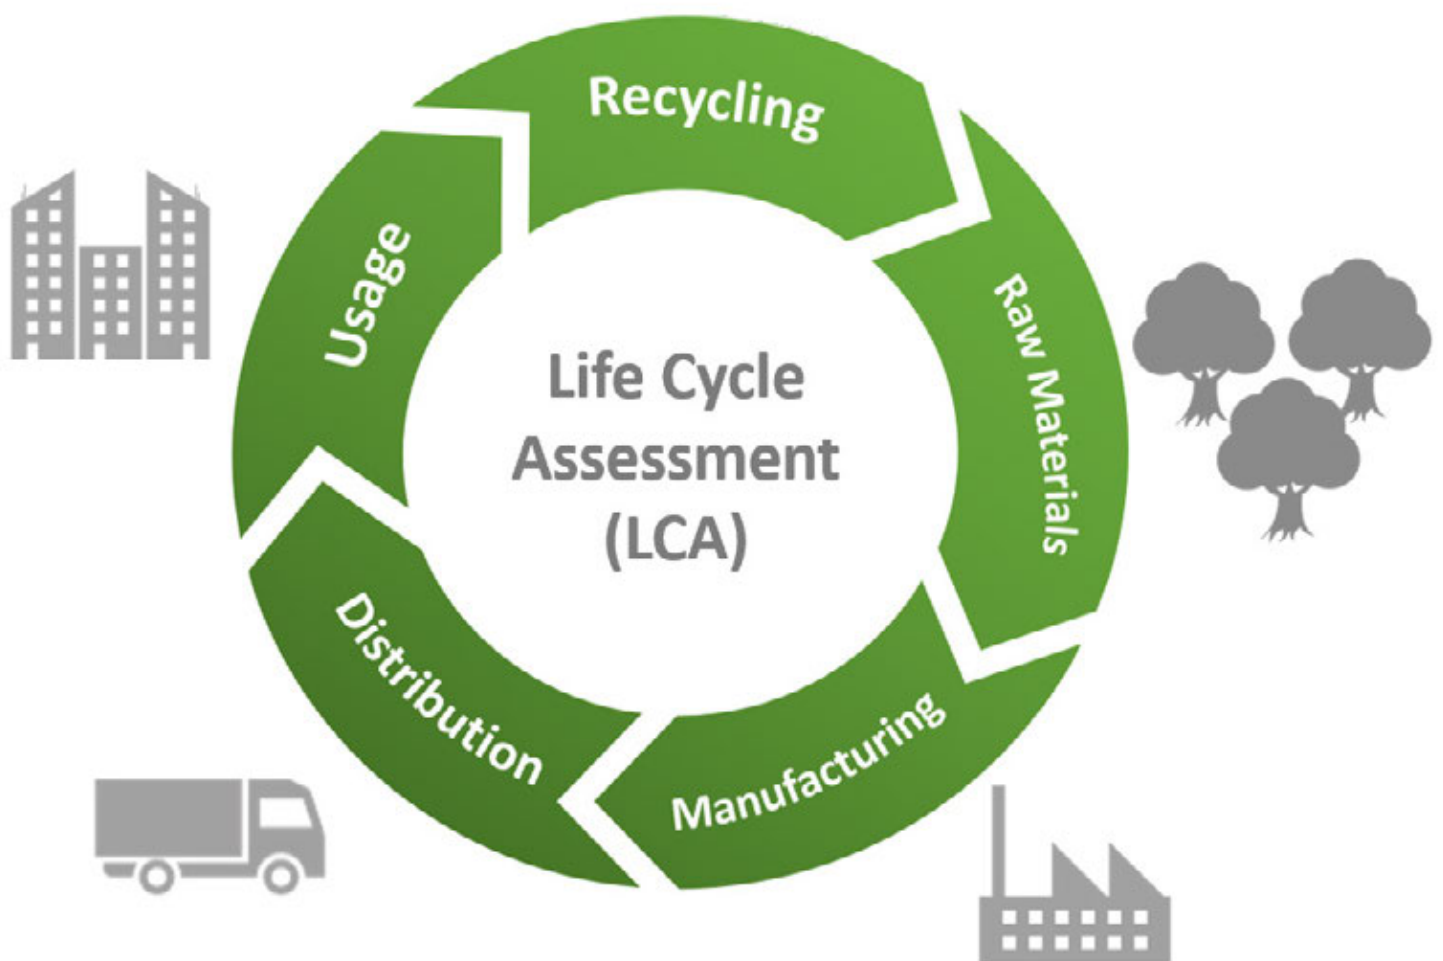 Recycling
Raw Materials
Manufacturing
Distribution
Usage
Life Cycle
Assessment
(LCA)